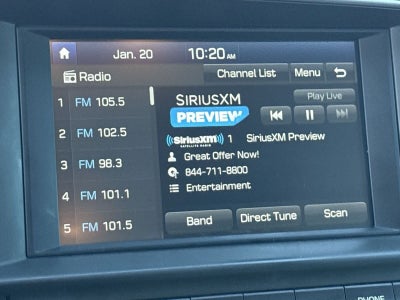 Jan. 20 10:20 AM
Radio Channel List Menu
SIRIUSXM
PREVIEW
Play Live
1 FM 105.5
2 FM 102.5
3 FM 98.3
4 FM 101.1
5 FM 101.5
SiriusXM 1 SiriusXM Preview
SATELLITE RADIO
Great Offer Now!
844-711-8800
Entertainment
Band Direct Tune Scan
PHONE